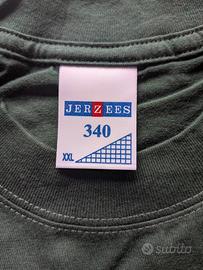 JERZEES
340
XXL
subito